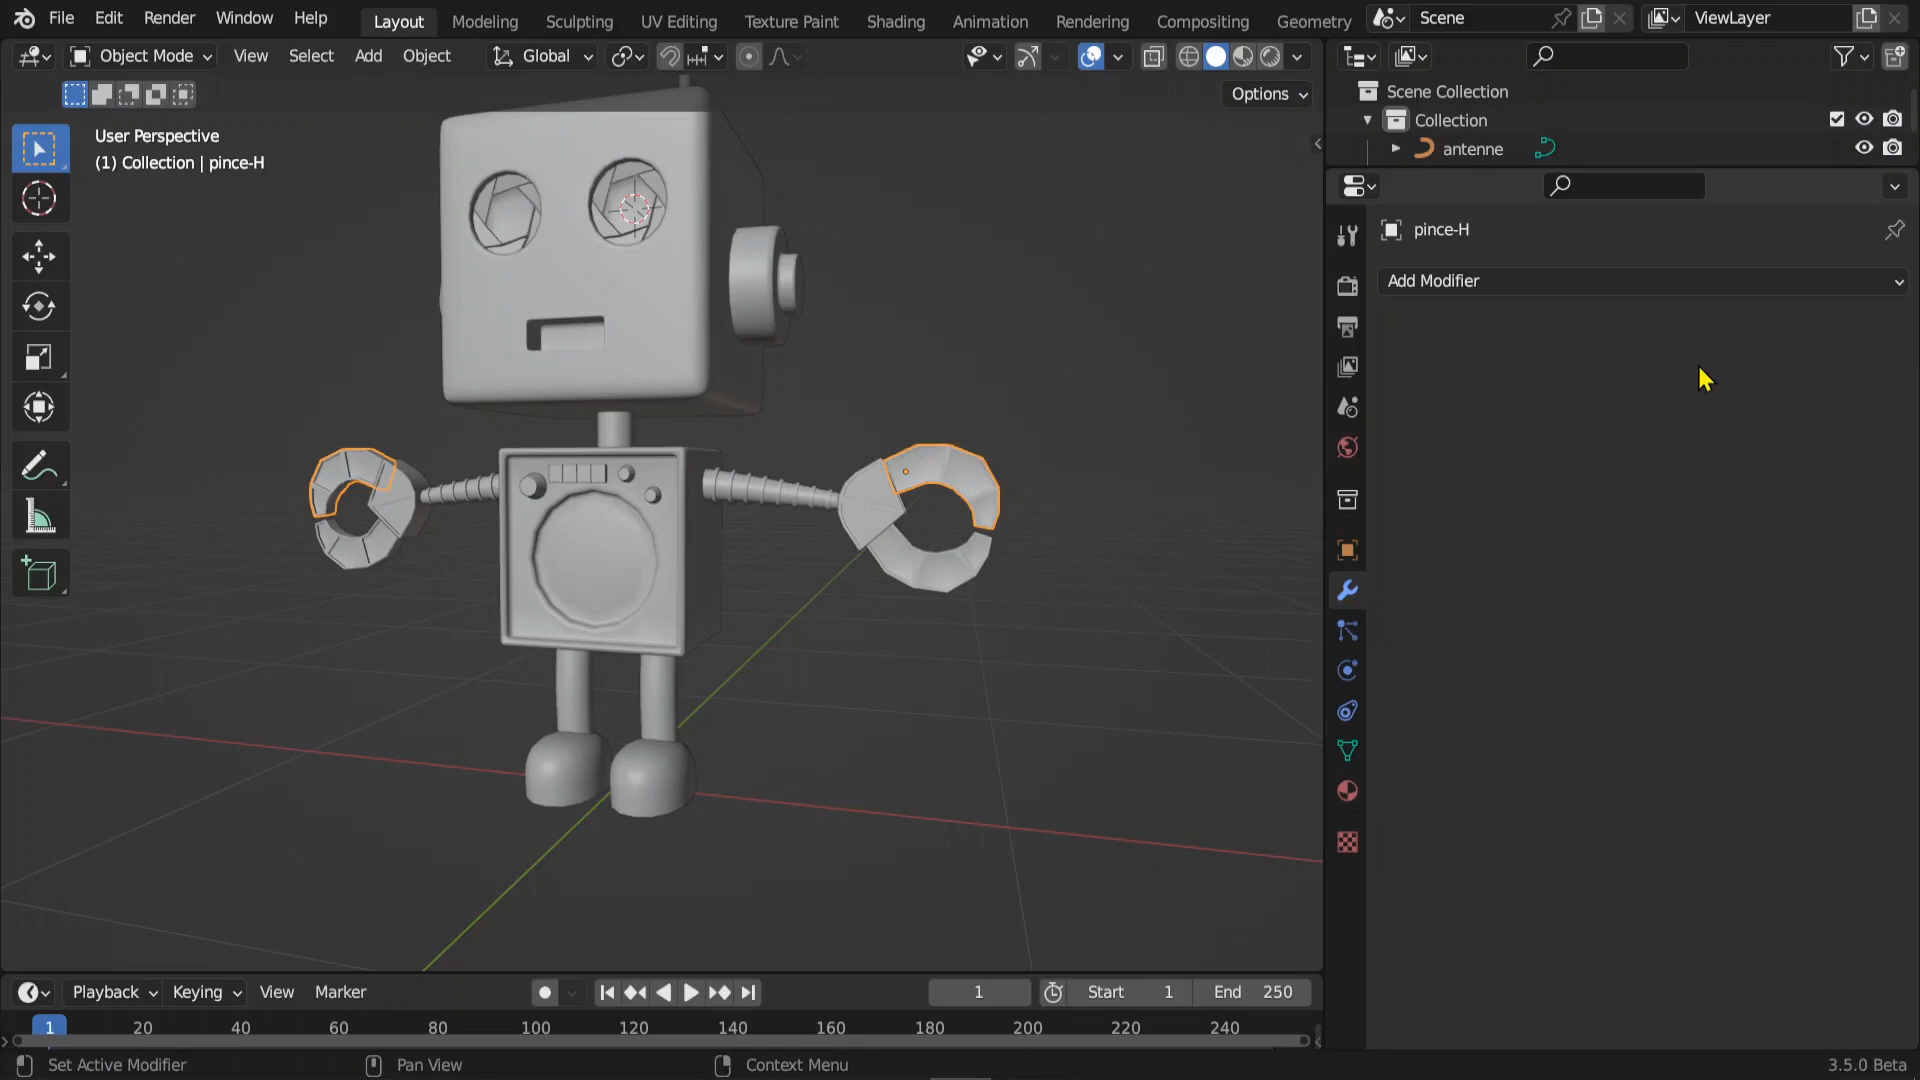 File Edit Render Window Help Layout Modeling Sculpting UV Editing Texture Paint Shading Animation Rendering Compositing Geometry Scene ViewLayer
Object Mode View Select Add Object Global
Options
User Perspective
(1) Collection | pince-H
Scene Collection
Collection
antenne
pince-H
Add Modifier
Playback Keying View Marker 1 Start 1 End 250
1 20 40 60 80 100 120 140 160 180 200 220 240
Set Active Modifier Pan View Context Menu 3.5.0 Beta